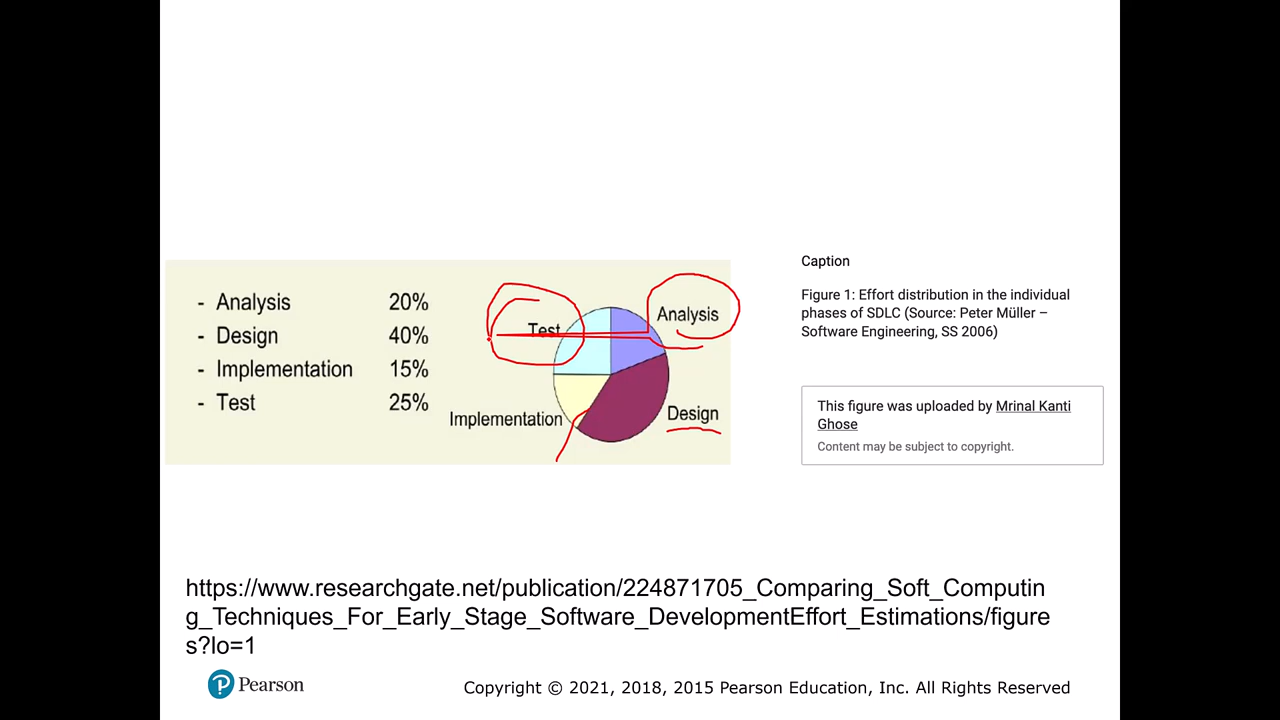 - Analysis 20%
- Design 40%
- Implementation 15%
- Test 25%
Test
Analysis
Implementation
Design
Caption
Figure 1: Effort distribution in the individual
phases of SDLC (Source: Peter Müller –
Software Engineering, SS 2006)
This figure was uploaded by Mrinal Kanti
Ghose
Content may be subject to copyright.
https://www.researchgate.net/publication/224871705_Comparing_Soft_Computin
g_Techniques_For_Early_Stage_Software_DevelopmentEffort_Estimations/figure
s?lo=1
Pearson
Copyright © 2021, 2018, 2015 Pearson Education, Inc. All Rights Reserved